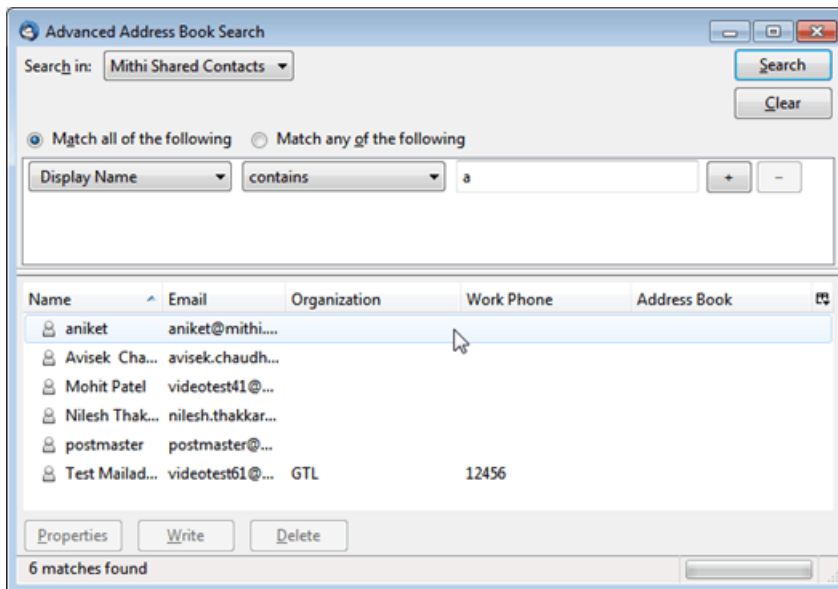 Advanced Address Book Search
Search in: Mithi Shared Contacts Search
Clear
Match all of the following Match any of the following
Display Name contains a + -
Name Email Organization Work Phone Address Book
aniket aniket@mithi....
Avisek Cha... avisek.chaudh...
Mohit Patel videotest41@...
Nilesh Thak... nilesh.thakkar...
postmaster postmaster@...
Test Mailad... videotest61@... GTL 12456
Properties Write Delete
6 matches found